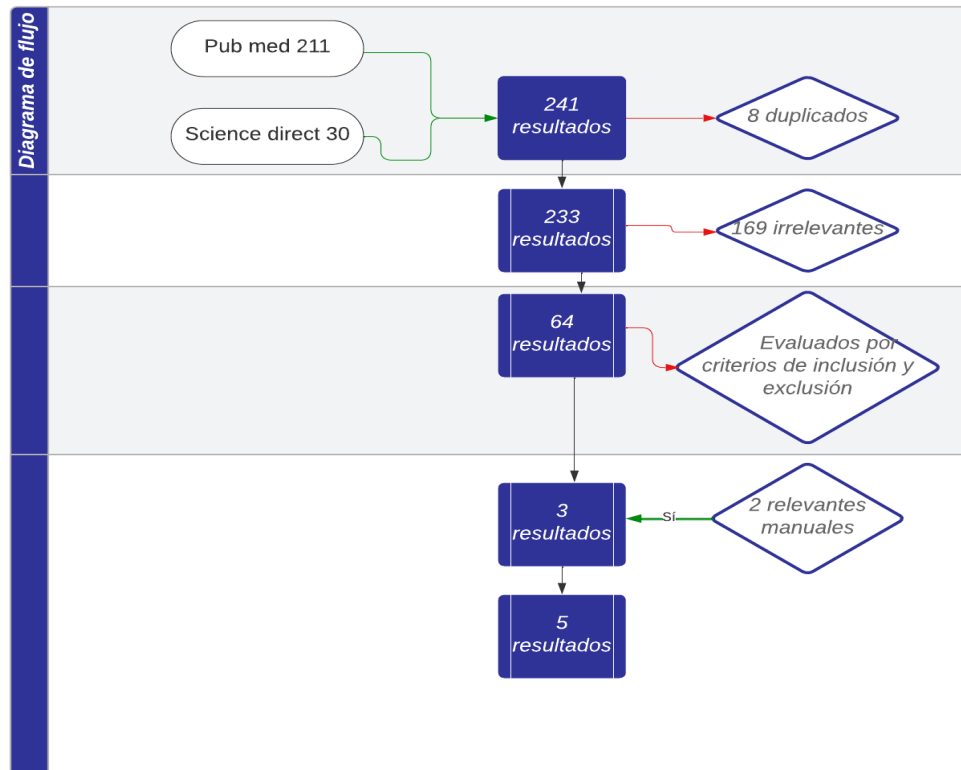 Diagrama de flujo
Pub med 211
Science direct 30
241
resultados
8 duplicados
233
resultados
169 irrelevantes
64
resultados
Evaluados por
criterios de inclusión y
exclusión
3
resultados
Sí
2 relevantes
manuales
5
resultados